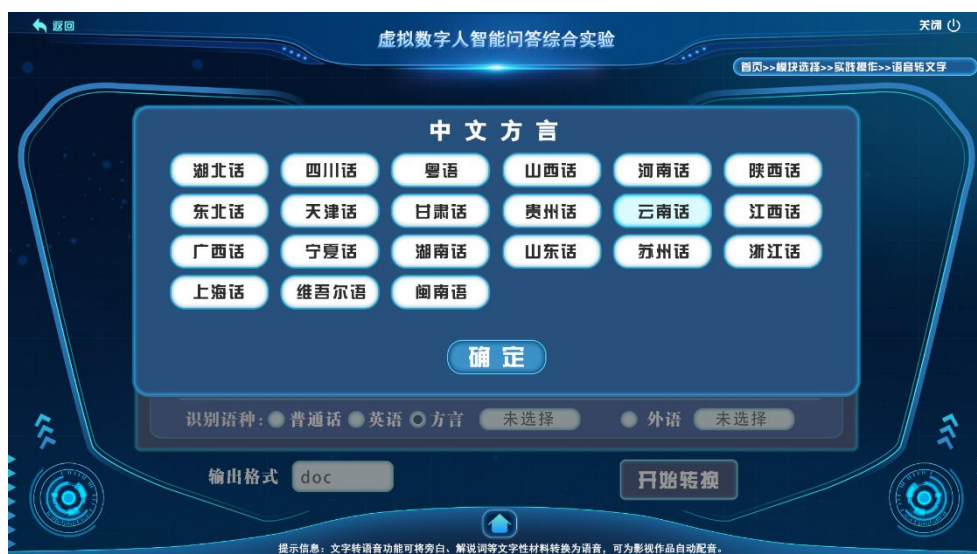 返回
虚拟数字人智能问答综合实验
关闭
首页>>模块选择>>实践操作>>语音转文字
中文方言
湖北话 四川话 粤语 山西话 河南话 陕西话
东北话 天津话 甘肃话 贵州话 云南话 江西话
广西话 宁夏话 湖南话 山东话 苏州话 浙江话
上海话 维吾尔语 闽南语
确定
识别语种: 普通话 英语 方言 未选择 外语 未选择
输出格式 doc 开始转换
提示信息：文字转语音功能可将旁白、解说词等文字性材料转换为语音，可为影视作品自动配音。